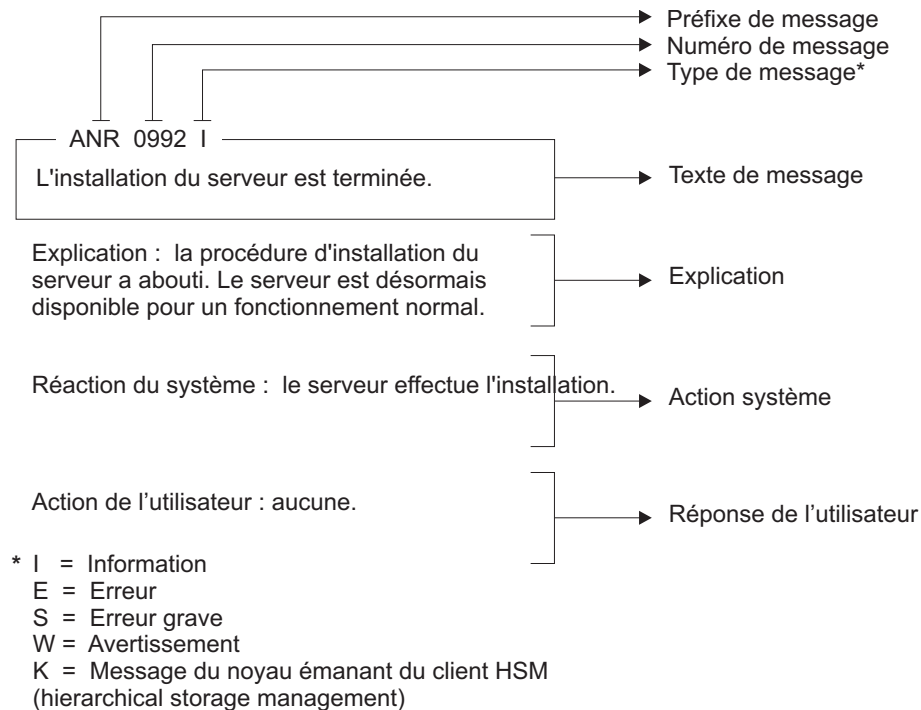 Préfixe de message
Numéro de message
Type de message*
ANR 0992 I
L'installation du serveur est terminée.
Texte de message
Explication : la procédure d'installation du
serveur a abouti. Le serveur est désormais
disponible pour un fonctionnement normal.
Explication
Réaction du système : le serveur effectue l'installation.
Action système
Action de l’utilisateur : aucune.
Réponse de l’utilisateur
* I = Information
E = Erreur
S = Erreur grave
W = Avertissement
K = Message du noyau émanant du client HSM
(hierarchical storage management)